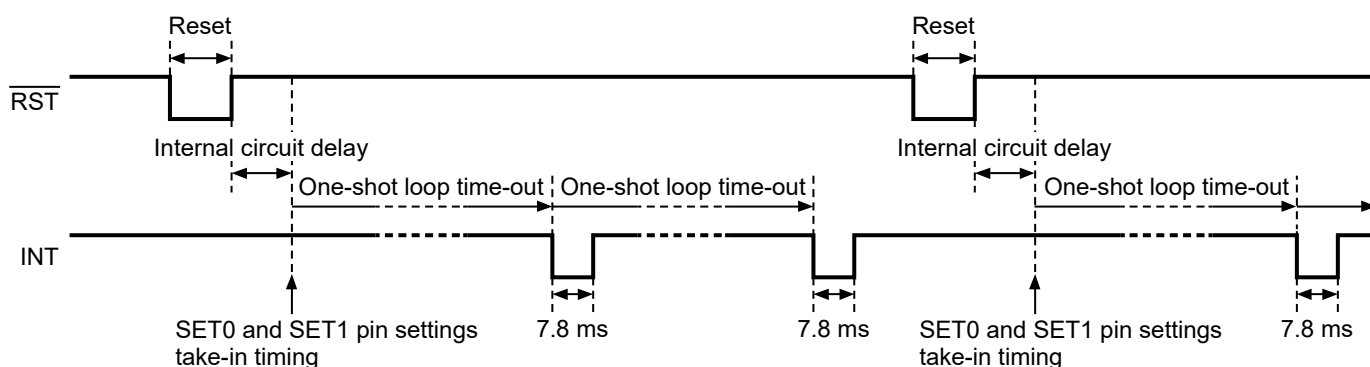 Reset
Reset
RST
Internal circuit delay
Internal circuit delay
One-shot loop time-out
One-shot loop time-out
One-shot loop time-out
INT
SET0 and SET1 pin settings
take-in timing
7.8 ms
7.8 ms
SET0 and SET1 pin settings
take-in timing
7.8 ms